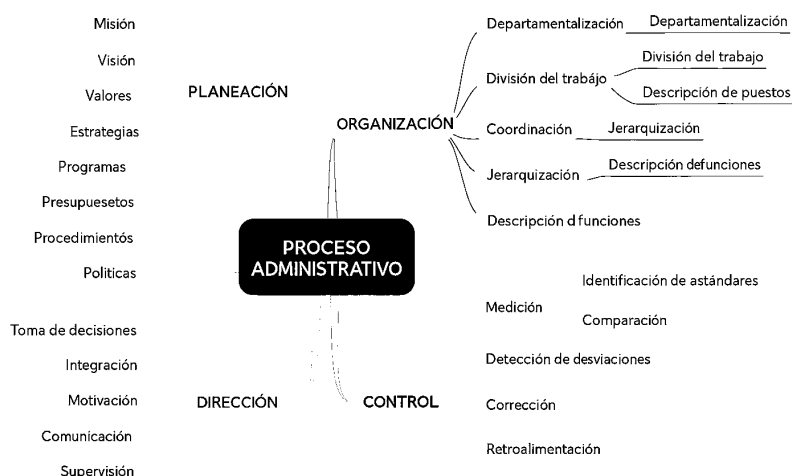 Misión
Visión
Valores
Estrategias
Programas
Presupuesetos
Procedimientós
Politicas
PLANEACIÓN
ORGANIZACIÓN
Departamentalización
Departamentalización
División del trabájo
División del trabajo
Descripción de puestos
Coordinación
Jerarquización
Jerarquización
Descripción defunciones
Descripción d funciones
PROCESO
ADMINISTRATIVO
Toma de decisiones
Integración
Motivación
Comunicación
Supervisión
DIRECCIÓN
CONTROL
Medición
Identificación de astándares
Comparación
Detección de desviaciones
Corrección
Retroalimentación